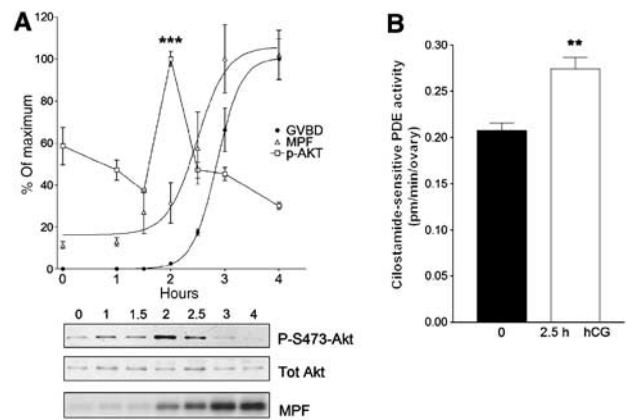 A
***
120
100
80
60
40
20
0
% Of maximum
GVBD
MPF
p-AKT
0 1 2 3 4
Hours
0 1 1.5 2 2.5 3 4
P-S473-Akt
Tot Akt
MPF
B
**
0.30
0.25
0.20
0.15
0.10
0.05
0.00
Cilostamide-sensitive PDE activity
(pm/min/ovary)
0 2.5 h hCG